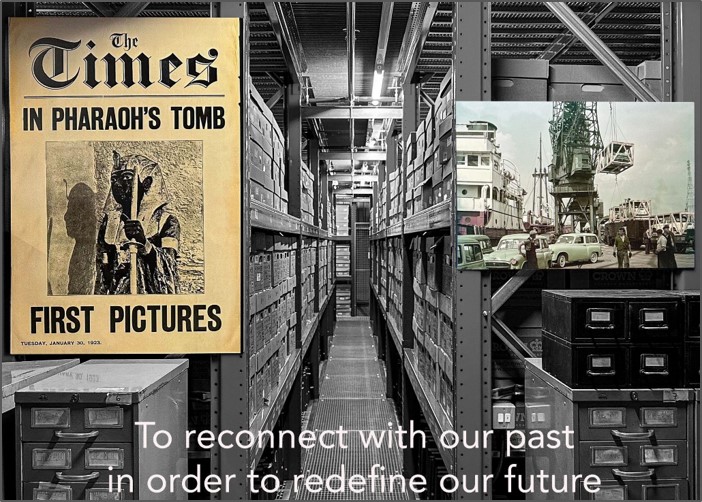 The
Times
IN PHARAOH'S TOMB
FIRST PICTURES
TUESDAY, JANUARY 30, 1923.
To reconnect with our past
in order to redefine our future